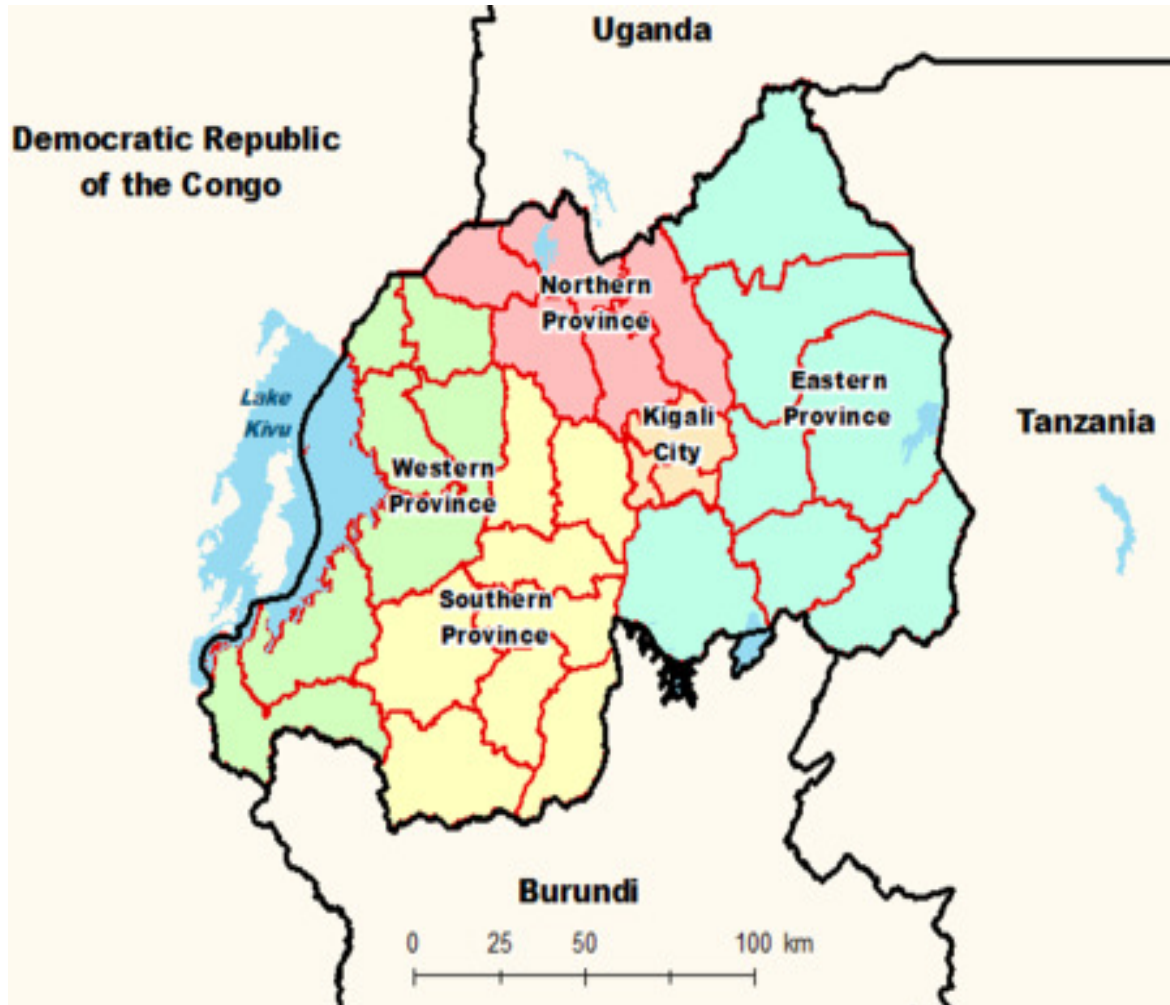 Uganda
Democratic Republic
of the Congo
Northern
Province
Lake
Kivu
Eastern
Province
Kigali
City
Tanzania
Western
Province
Southern
Province
Burundi
0 25 50 100 km